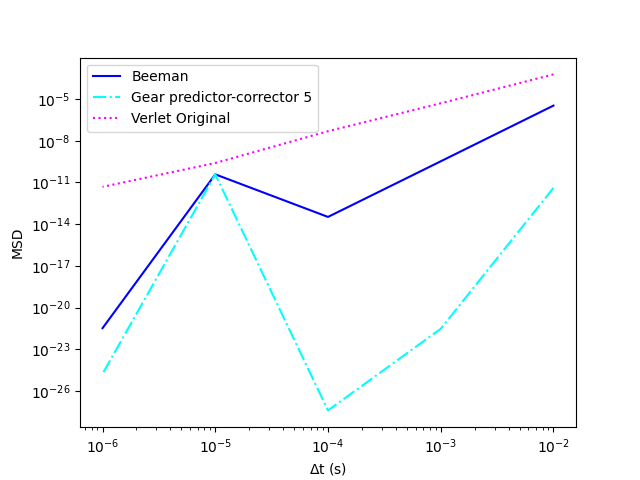 Beeman
Gear predictor-corrector 5
Verlet Original
MSD
10⁻⁵
10⁻⁸
10⁻¹¹
10⁻¹⁴
10⁻¹⁷
10⁻²⁰
10⁻²³
10⁻²⁶
10⁻⁶ 10⁻⁵ 10⁻⁴ 10⁻³ 10⁻²
Δt (s)